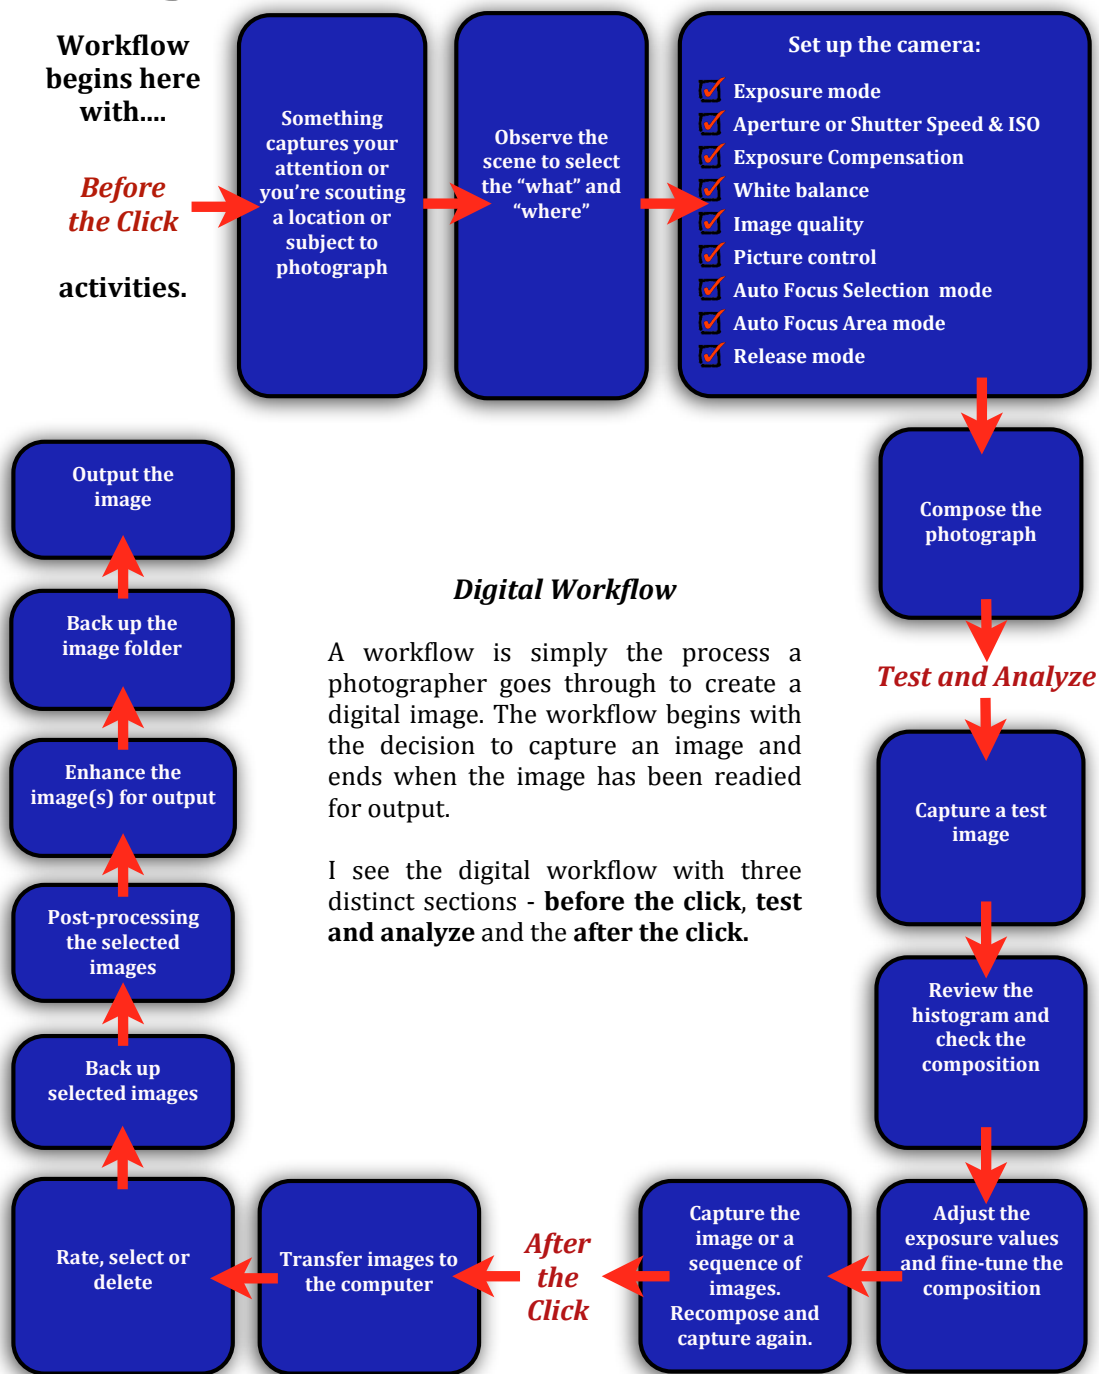 Workflow
begins here
with....
Before
the Click
activities.
Something
captures your
attention or
you're scouting
a location or
subject to
photograph
Observe the
scene to select
the “what” and
“where”
Set up the camera:
Exposure mode
Aperture or Shutter Speed & ISO
Exposure Compensation
White balance
Image quality
Picture control
Auto Focus Selection  mode
Auto Focus Area mode
Release mode
Compose the
photograph
Test and Analyze
Capture a test
image
Review the
histogram and
check the
composition
Adjust the
exposure values
and fine-tune the
composition
Capture the
image or a
sequence of
images.
Recompose and
capture again.
After
the
Click
Transfer images to
the computer
Rate, select or
delete
Back up
selected images
Post-processing
the selected
images
Enhance the
image(s) for output
Back up the
image folder
Output the
image
Digital Workflow
A workflow is simply the process a
photographer goes through to create a
digital image. The workflow begins with
the decision to capture an image and
ends when the image has been readied
for output.
I see the digital workflow with three
distinct sections - before the click, test
and analyze and the after the click.